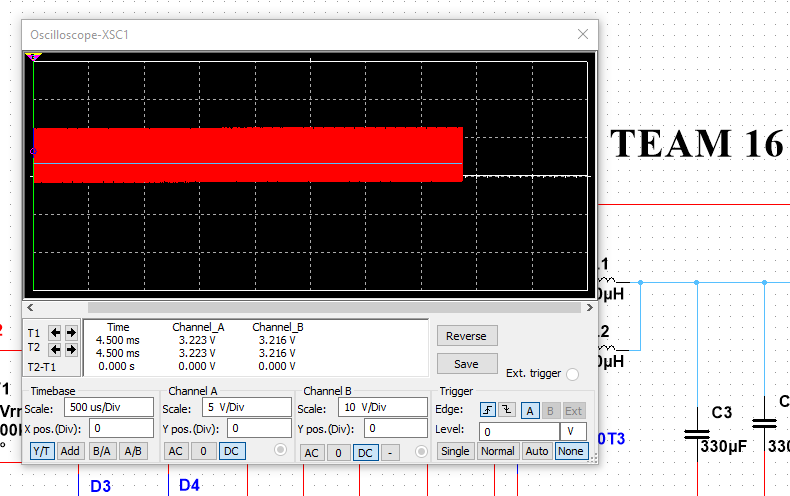 Oscilloscope-XSC1
TEAM 16
T1
T2
T2-T1
Time Channel_A Channel_B
4.500 ms 3.223 V 3.216 V
4.500 ms 3.223 V 3.216 V
0.000 s 0.000 V 0.000 V
Reverse
Save
Ext. trigger
Timebase
Scale: 500 us/Div
X pos.(Div): 0
Y/T Add B/A A/B
Channel A
Scale: 5 V/Div
Y pos.(Div): 0
AC 0 DC
Channel B
Scale: 10 V/Div
Y pos.(Div): 0
AC 0 DC -
Trigger
Edge: A B Ext
Level: 0 V
Single Normal Auto None
.1
0µH
.2
0µH
C3
330µF
C
330
0T3
2
1
Vrr
00k
°
D3
D4